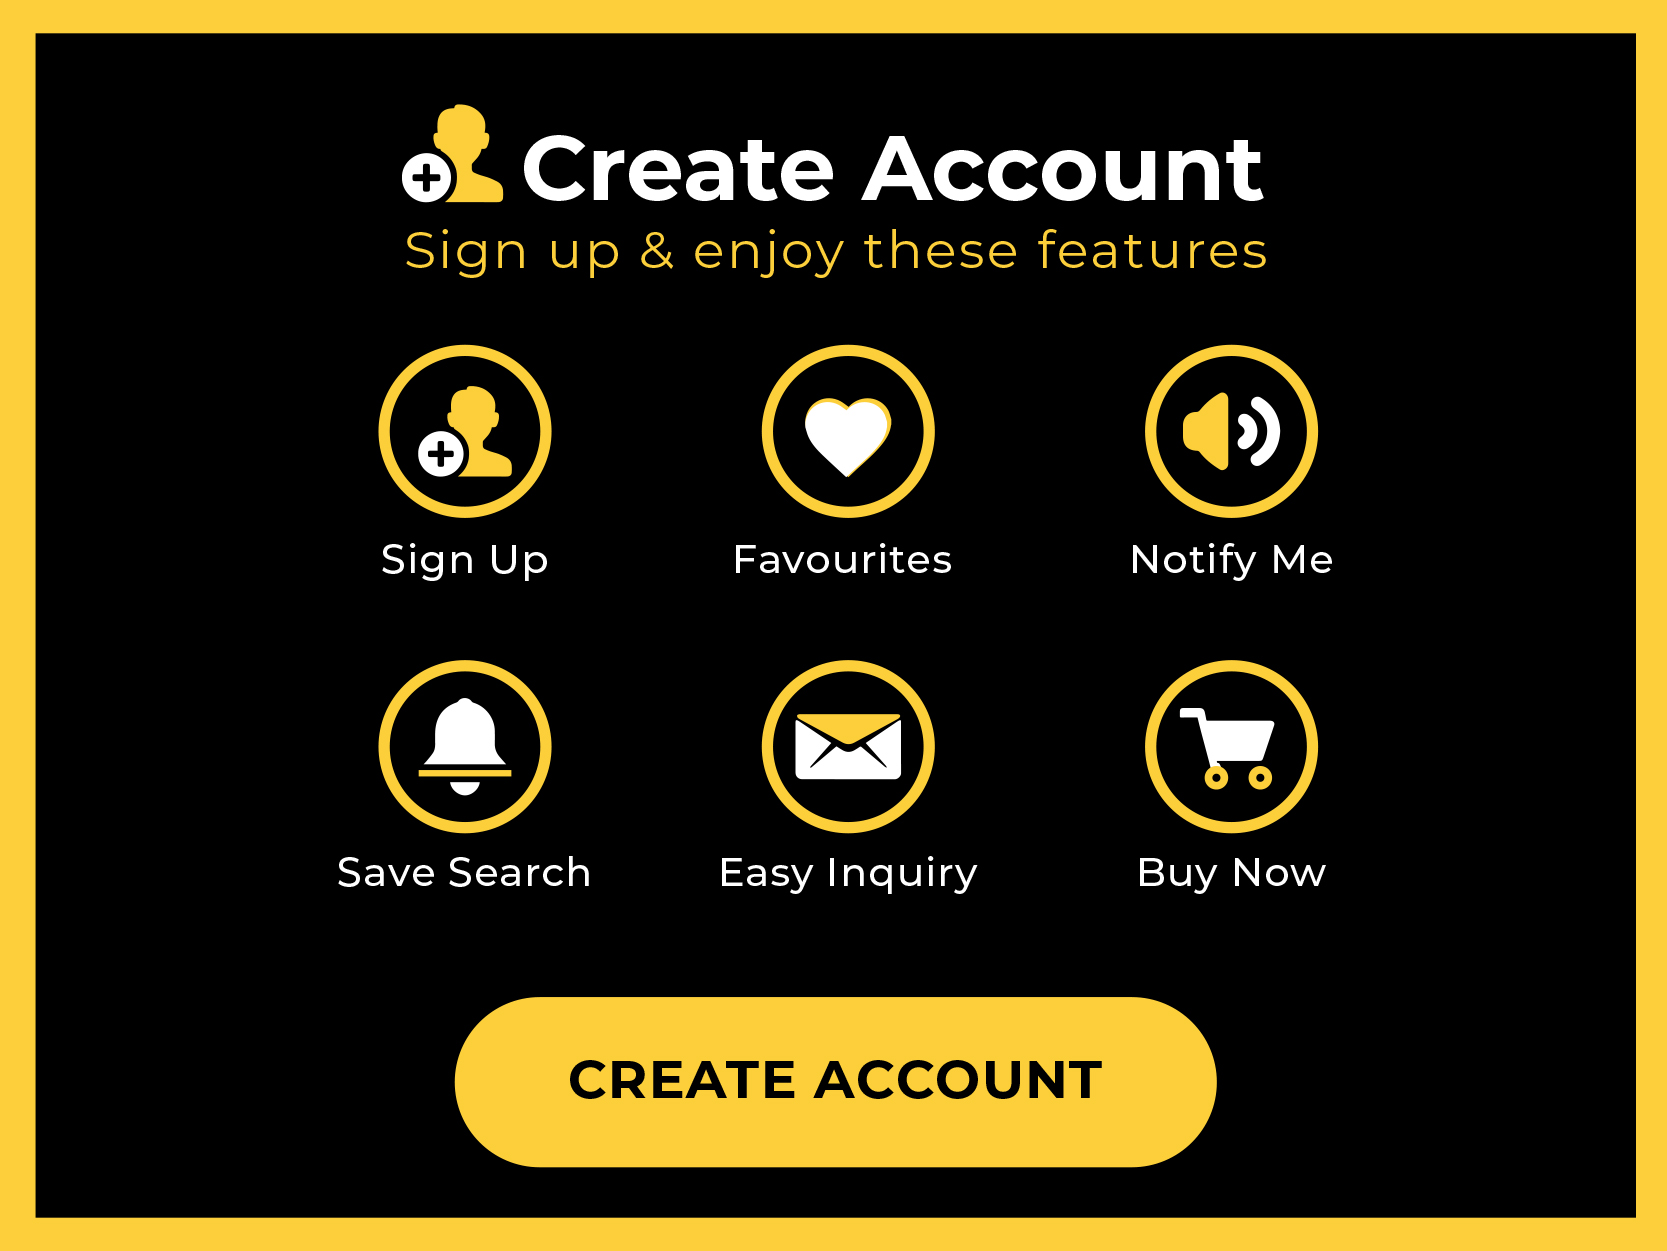 Create Account
Sign up & enjoy these features
Sign Up
Favourites
Notify Me
Save Search
Easy Inquiry
Buy Now
CREATE ACCOUNT